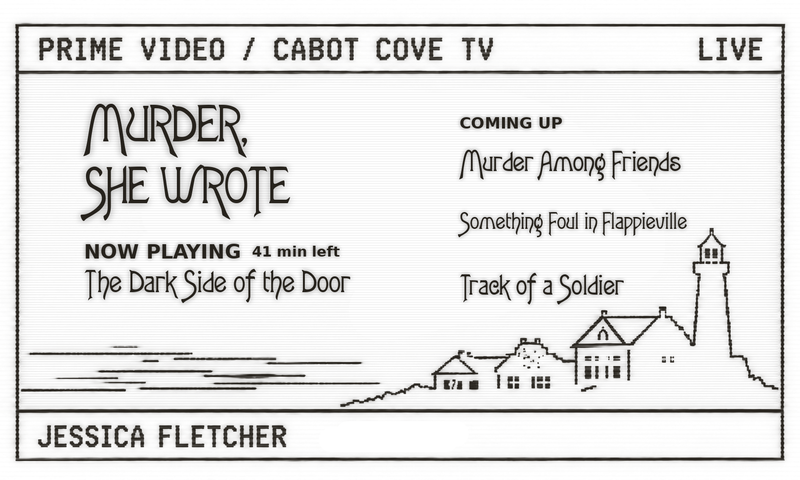 PRIME VIDEO / CABOT COVE TV LIVE
MURDER,
SHE WROTE
NOW PLAYING 41 min left
The Dark Side of the Door
COMING UP
Murder Among Friends
Something Foul in Flappieville
Track of a Soldier
JESSICA FLETCHER